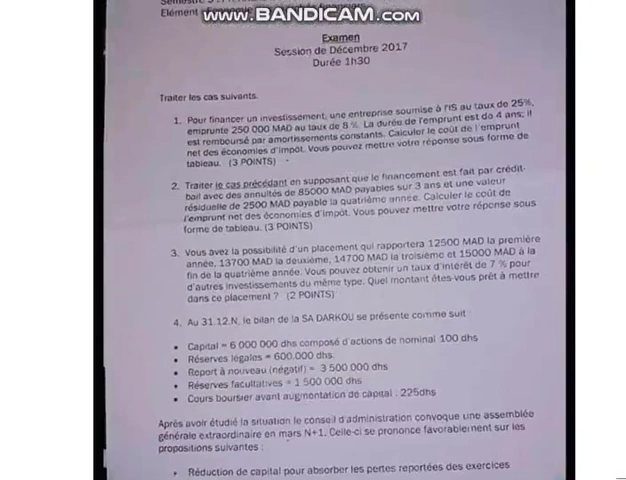 www.BANDICAM.com
Examen
Session de Décembre 2017
Durée 1h30
Traiter les cas suivants.
1. Pour financer un investissement, une entreprise soumise à l'IS au taux de 25%,
emprunte 250 000 MAD au taux de 8 %. La durée de l'emprunt est de 4 ans; il
est remboursé par amortissements constants. Calculer le coût de l'emprunt
net des économies d'impôt. Vous pouvez mettre votre réponse sous forme de
tableau. (3 POINTS)
2. Traiter le cas précédant en supposant que le financement est fait par crédit-
bail avec des annuités de 85000 MAD payables sur 3 ans et une valeur
résiduelle de 2500 MAD payable la quatrième année. Calculer le coût de
l'emprunt net des économies d'impôt. Vous pouvez mettre votre réponse sous
forme de tableau. (3 POINTS)
3. Vous avez la possibilité d'un placement qui rapportera 12500 MAD la première
année, 13700 MAD la deuxième, 14700 MAD la troisième et 15000 MAD à la
fin de la quatrième année. Vous pouvez obtenir un taux d'intérêt de 7 % pour
d'autres investissements du même type. Quel montant êtes-vous prêt à mettre
dans ce placement ? (2 POINTS)
4. Au 31.12.N, le bilan de la SA DARKOU se présente comme suit
• Capital = 6 000 000 dhs composé d'actions de nominal 100 dhs
• Réserves légales = 600.000 dhs.
• Report à nouveau (négatif) = 3 500 000 dhs
• Réserves facultatives = 1 500 000 dhs
• Cours boursier avant augmentation de capital : 225dhs
Après avoir étudié la situation le conseil d'administration convoque une assemblée
générale extraordinaire en mars N+1. Celle-ci se prononce favorablement sur les
propositions suivantes :
• Réduction de capital pour absorber les pertes reportées des exercices